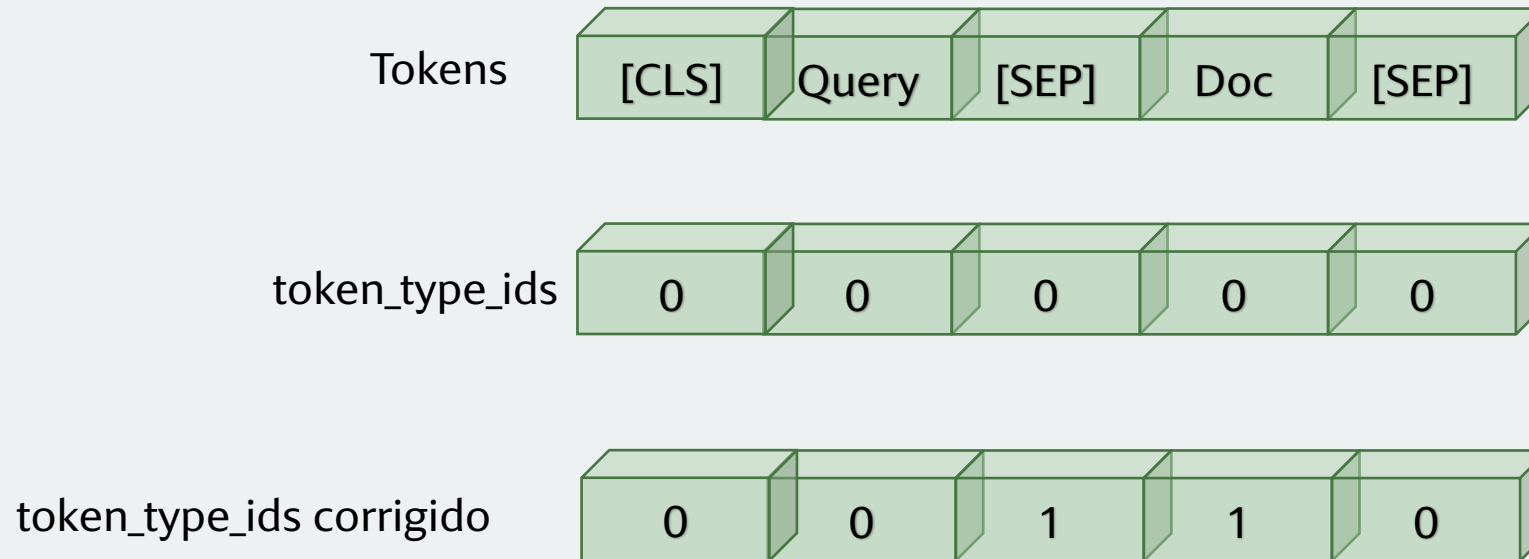 Tokens [CLS] Query [SEP] Doc [SEP]
token_type_ids 0 0 0 0 0
token_type_ids corrigido 0 0 1 1 0